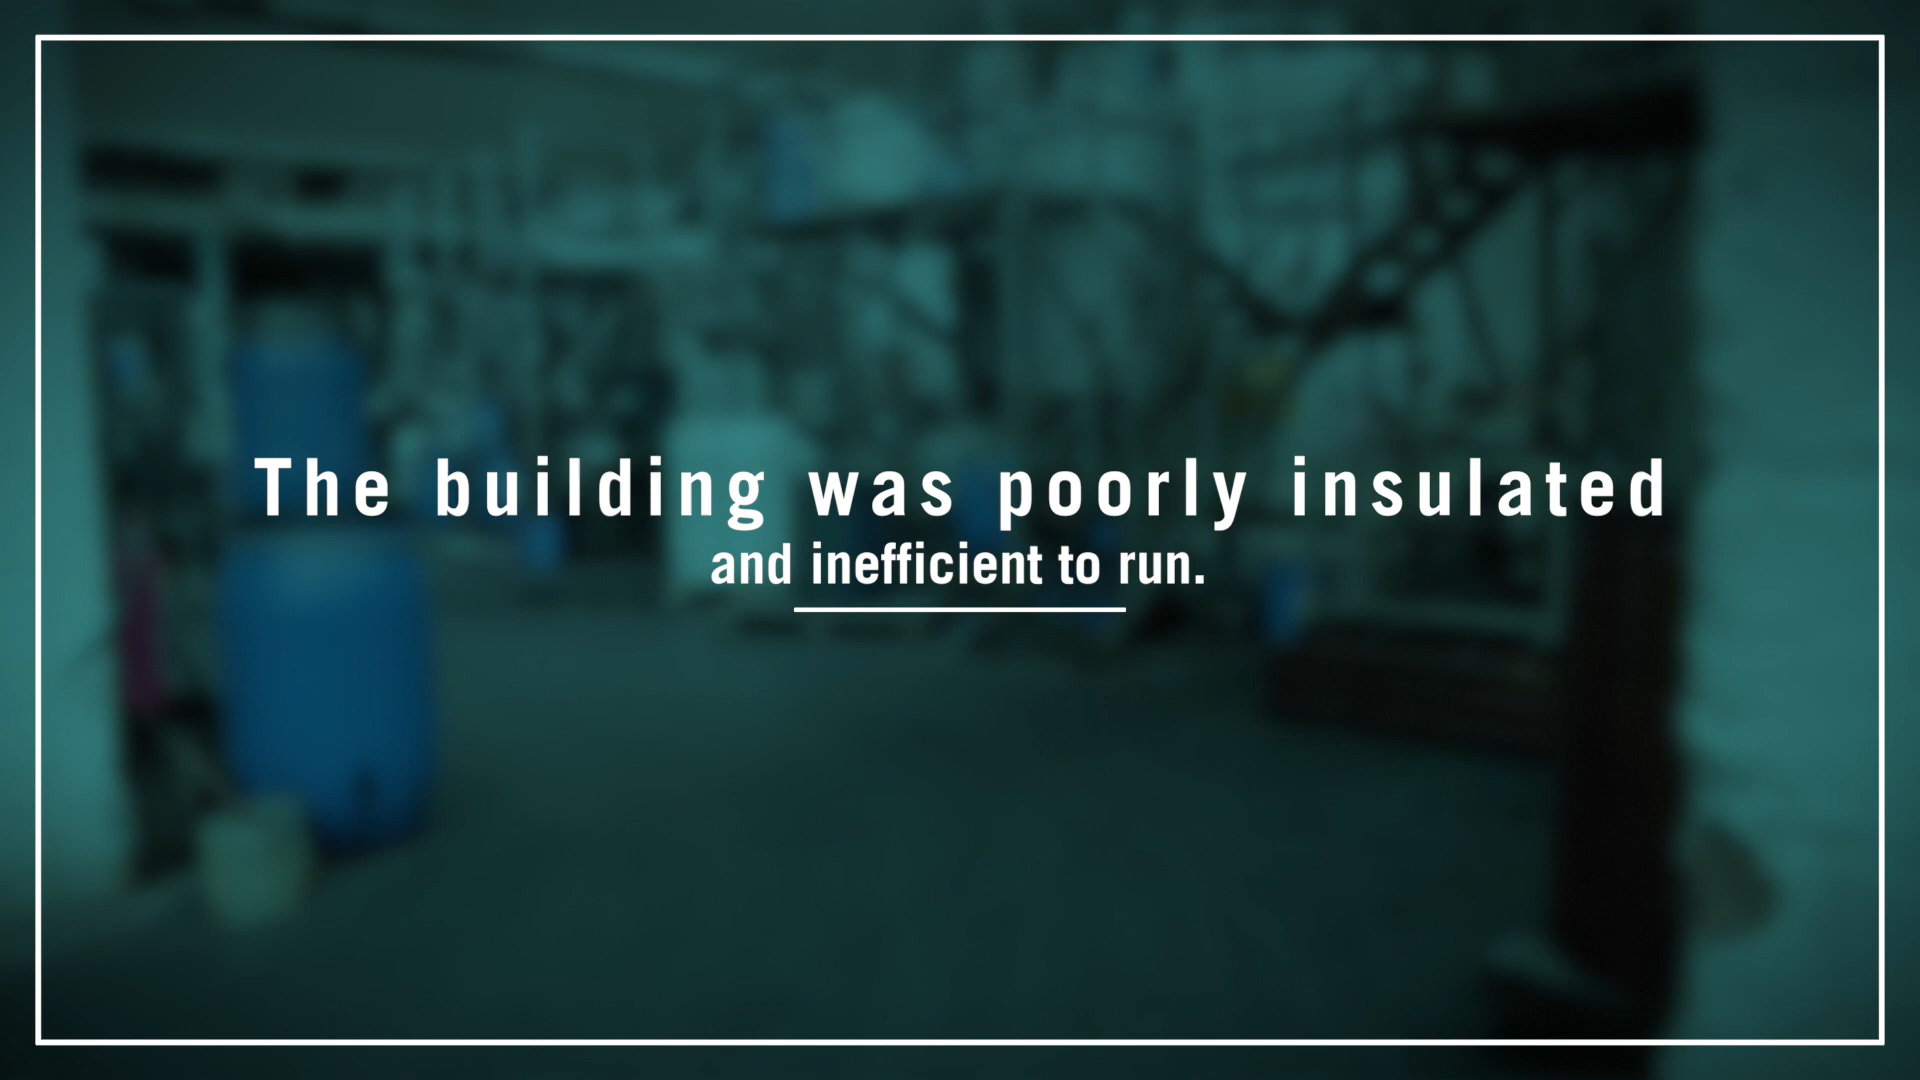 The building was poorly insulated
and inefficient to run.